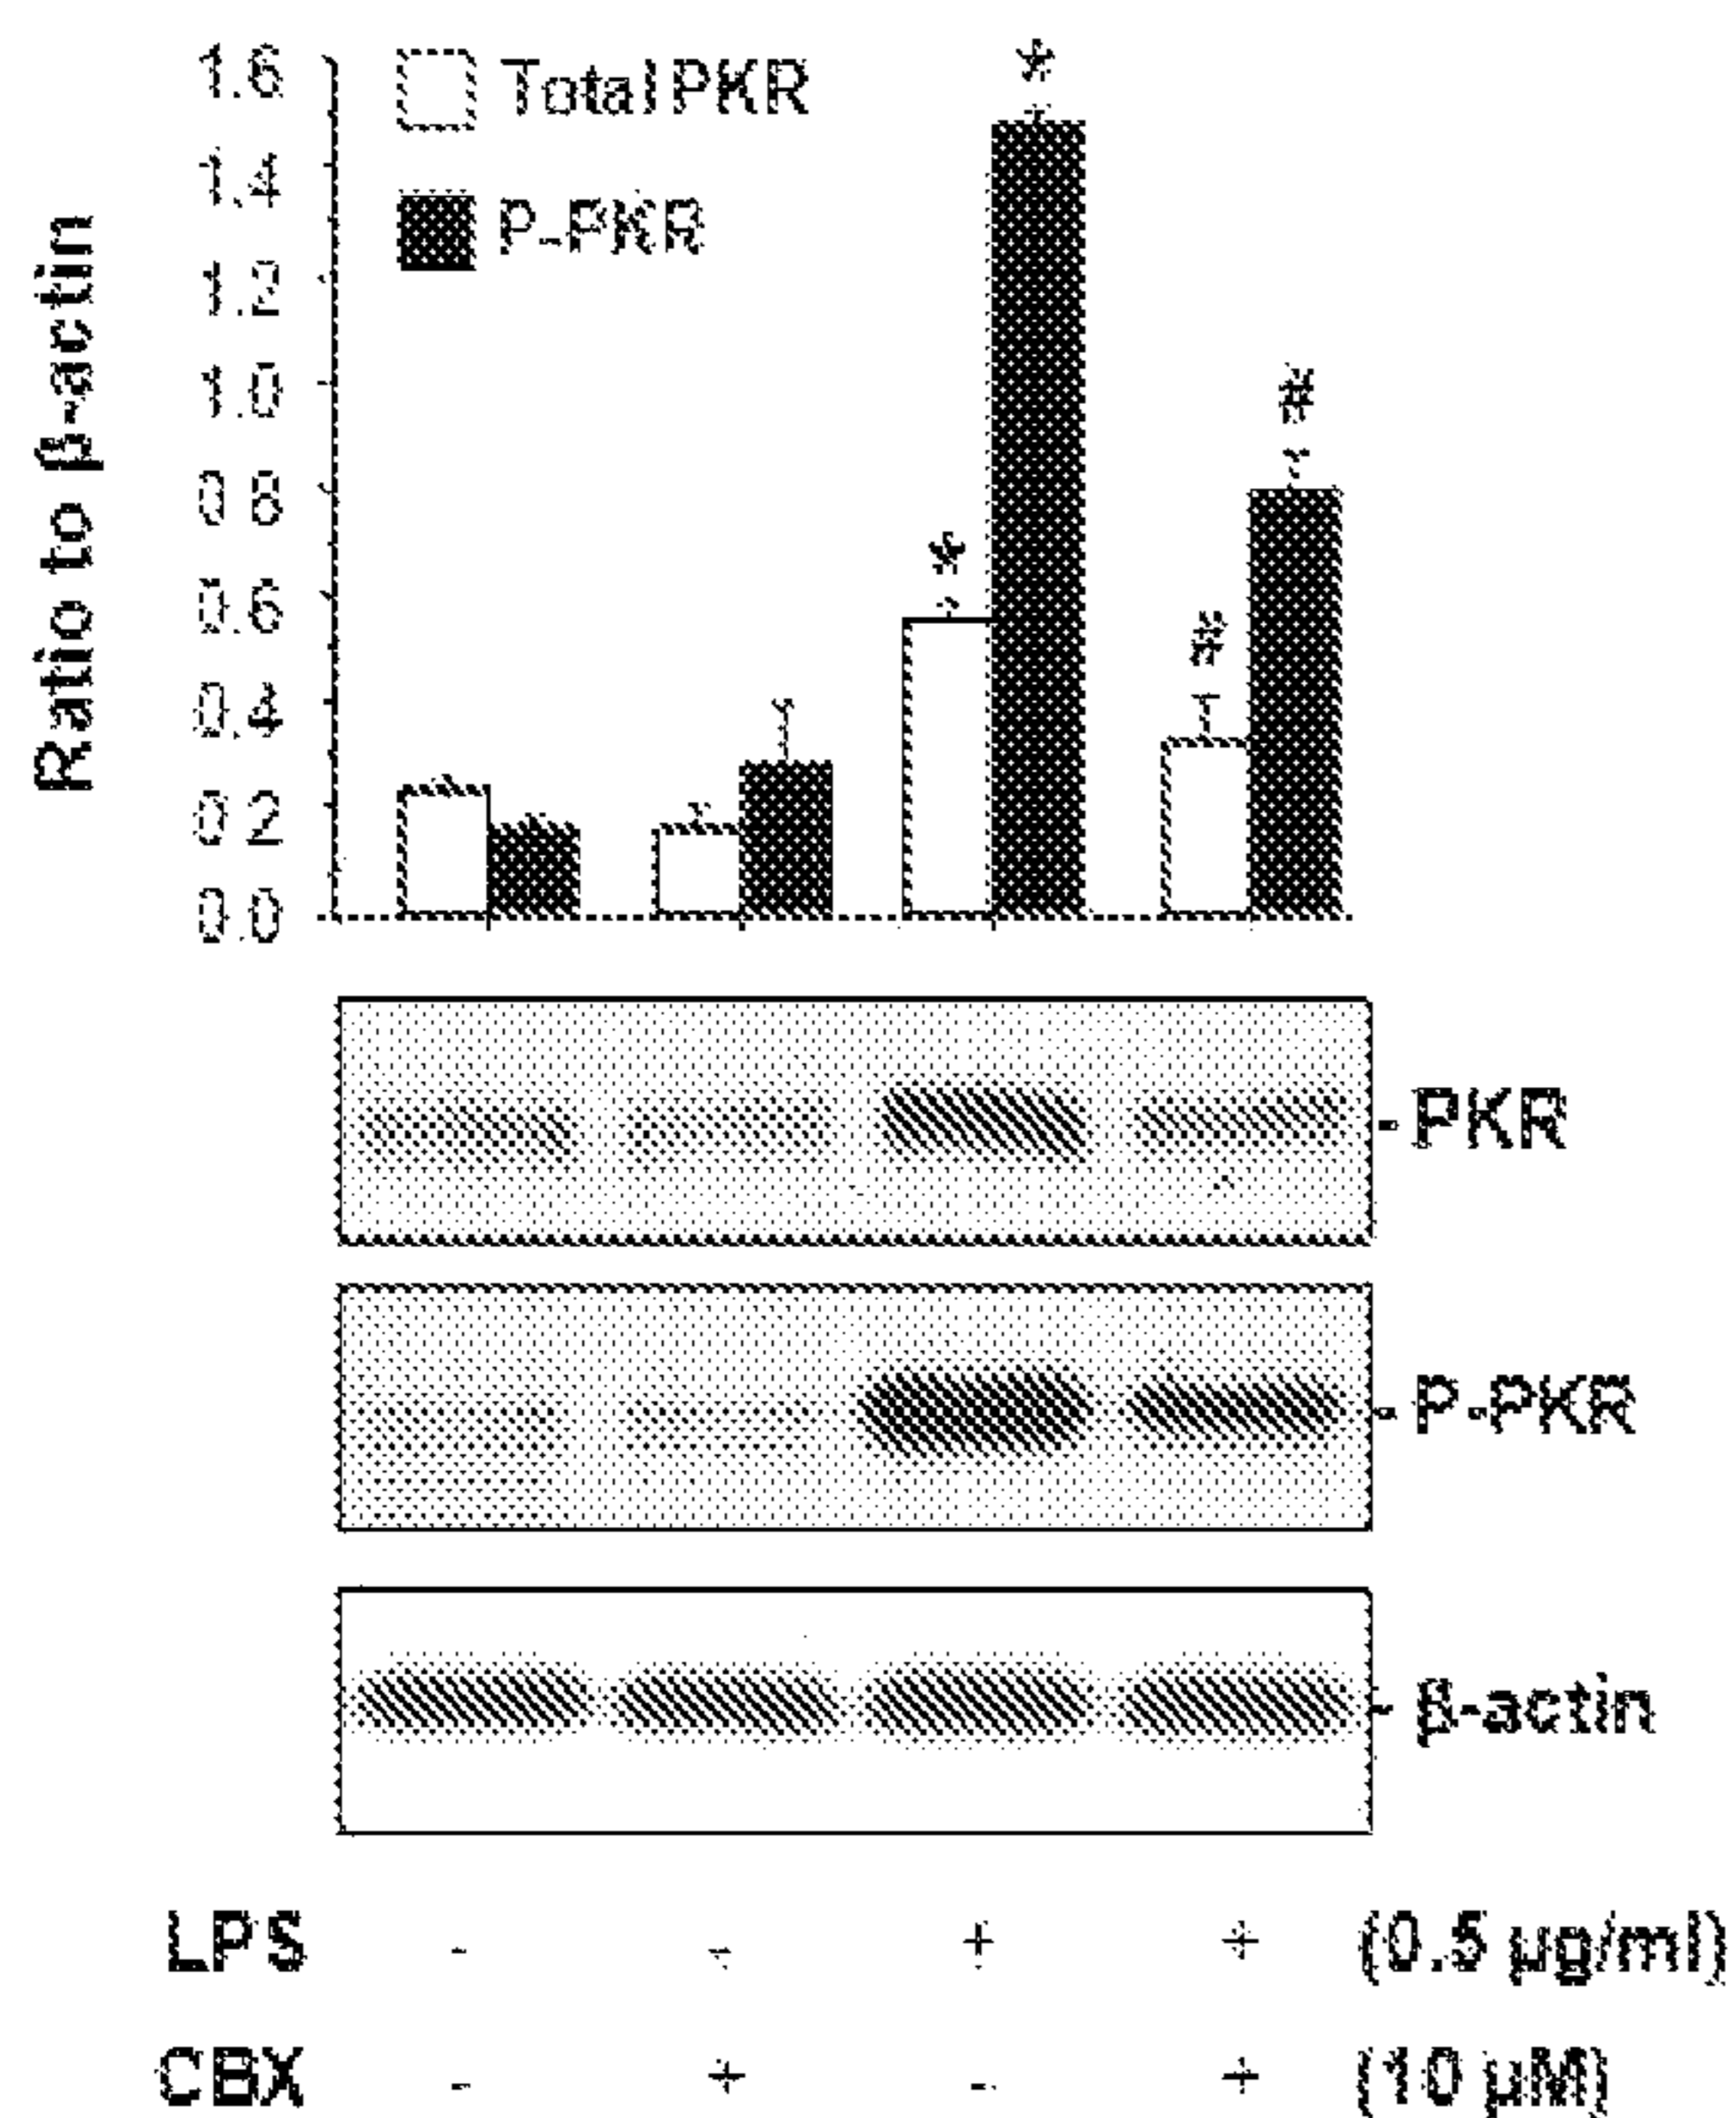 Ratio to β-actin
1.6
1.4
1.2
1.0
0.8
0.6
0.4
0.2
0.0
Total PKR
P-PKR
*
*
#
#
- PKR
- P-PKR
- β-actin
LPS - - + + (0.5 µg/ml)
CBX - + - + (10 µM)